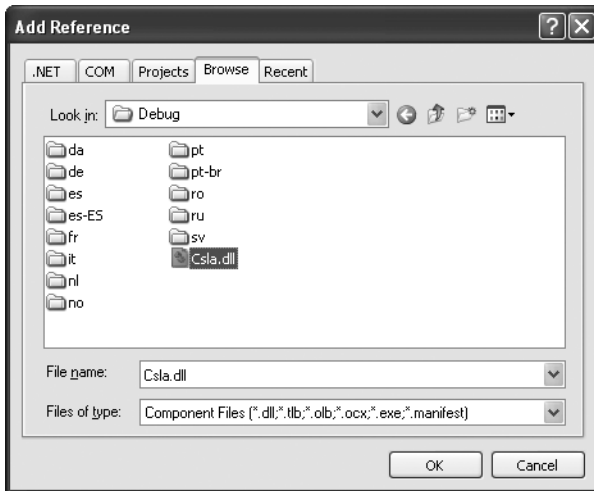 Add Reference
.NET COM Projects Browse Recent
Look in: Debug
da pt
de pt-br
es ro
es-ES ru
fr sv
it Csla.dll
nl
no
File name: Csla.dll
Files of type: Component Files (*.dll;*.tlb;*.olb;*.ocx;*.exe;*.manifest)
OK Cancel